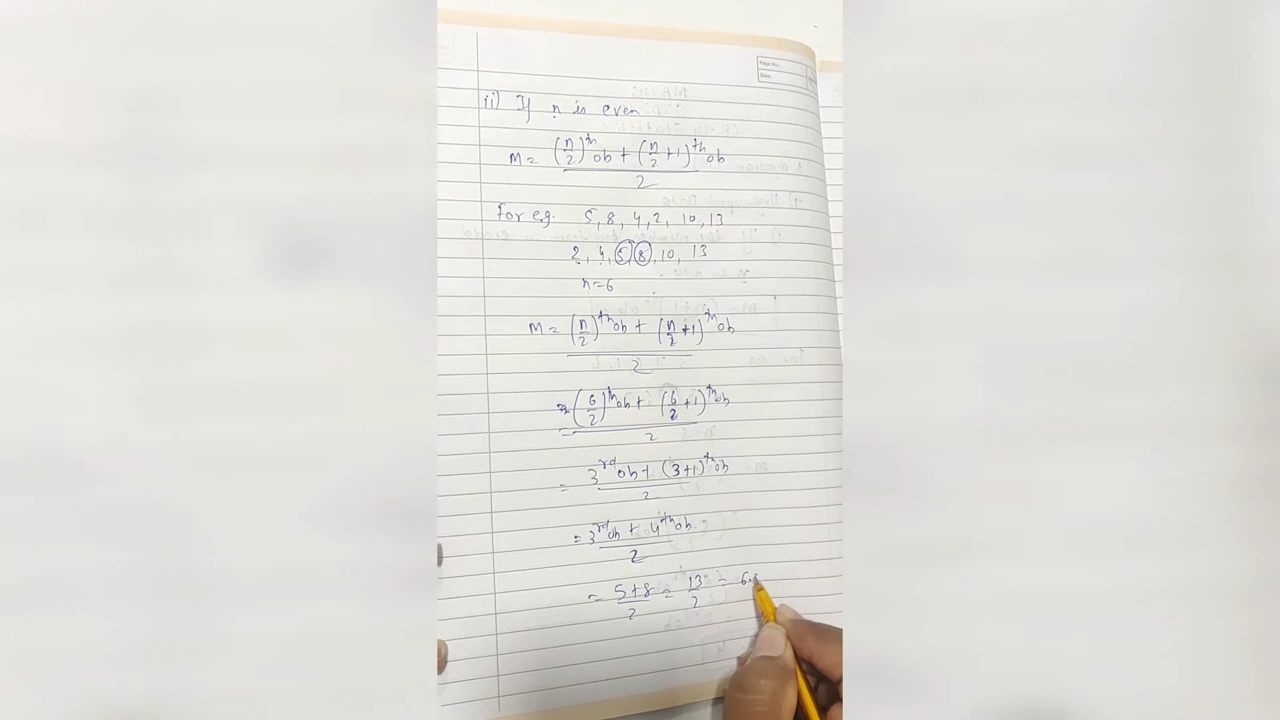 Page No.:
Date:
ii) If n is even
M = (n/2)th ob + (n/2 + 1)th ob / 2
For e.g. 5, 8, 4, 2, 10, 13
2, 4, 5, 8, 10, 13
n = 6
M = (n/2)th ob + (n/2 + 1)th ob / 2
= (6/2)th ob + (6/2 + 1)th ob / 2
= 3rd ob + (3+1)th ob / 2
= 3rd ob + 4th ob / 2
= 5+8 / 2 = 13/2 = 6.